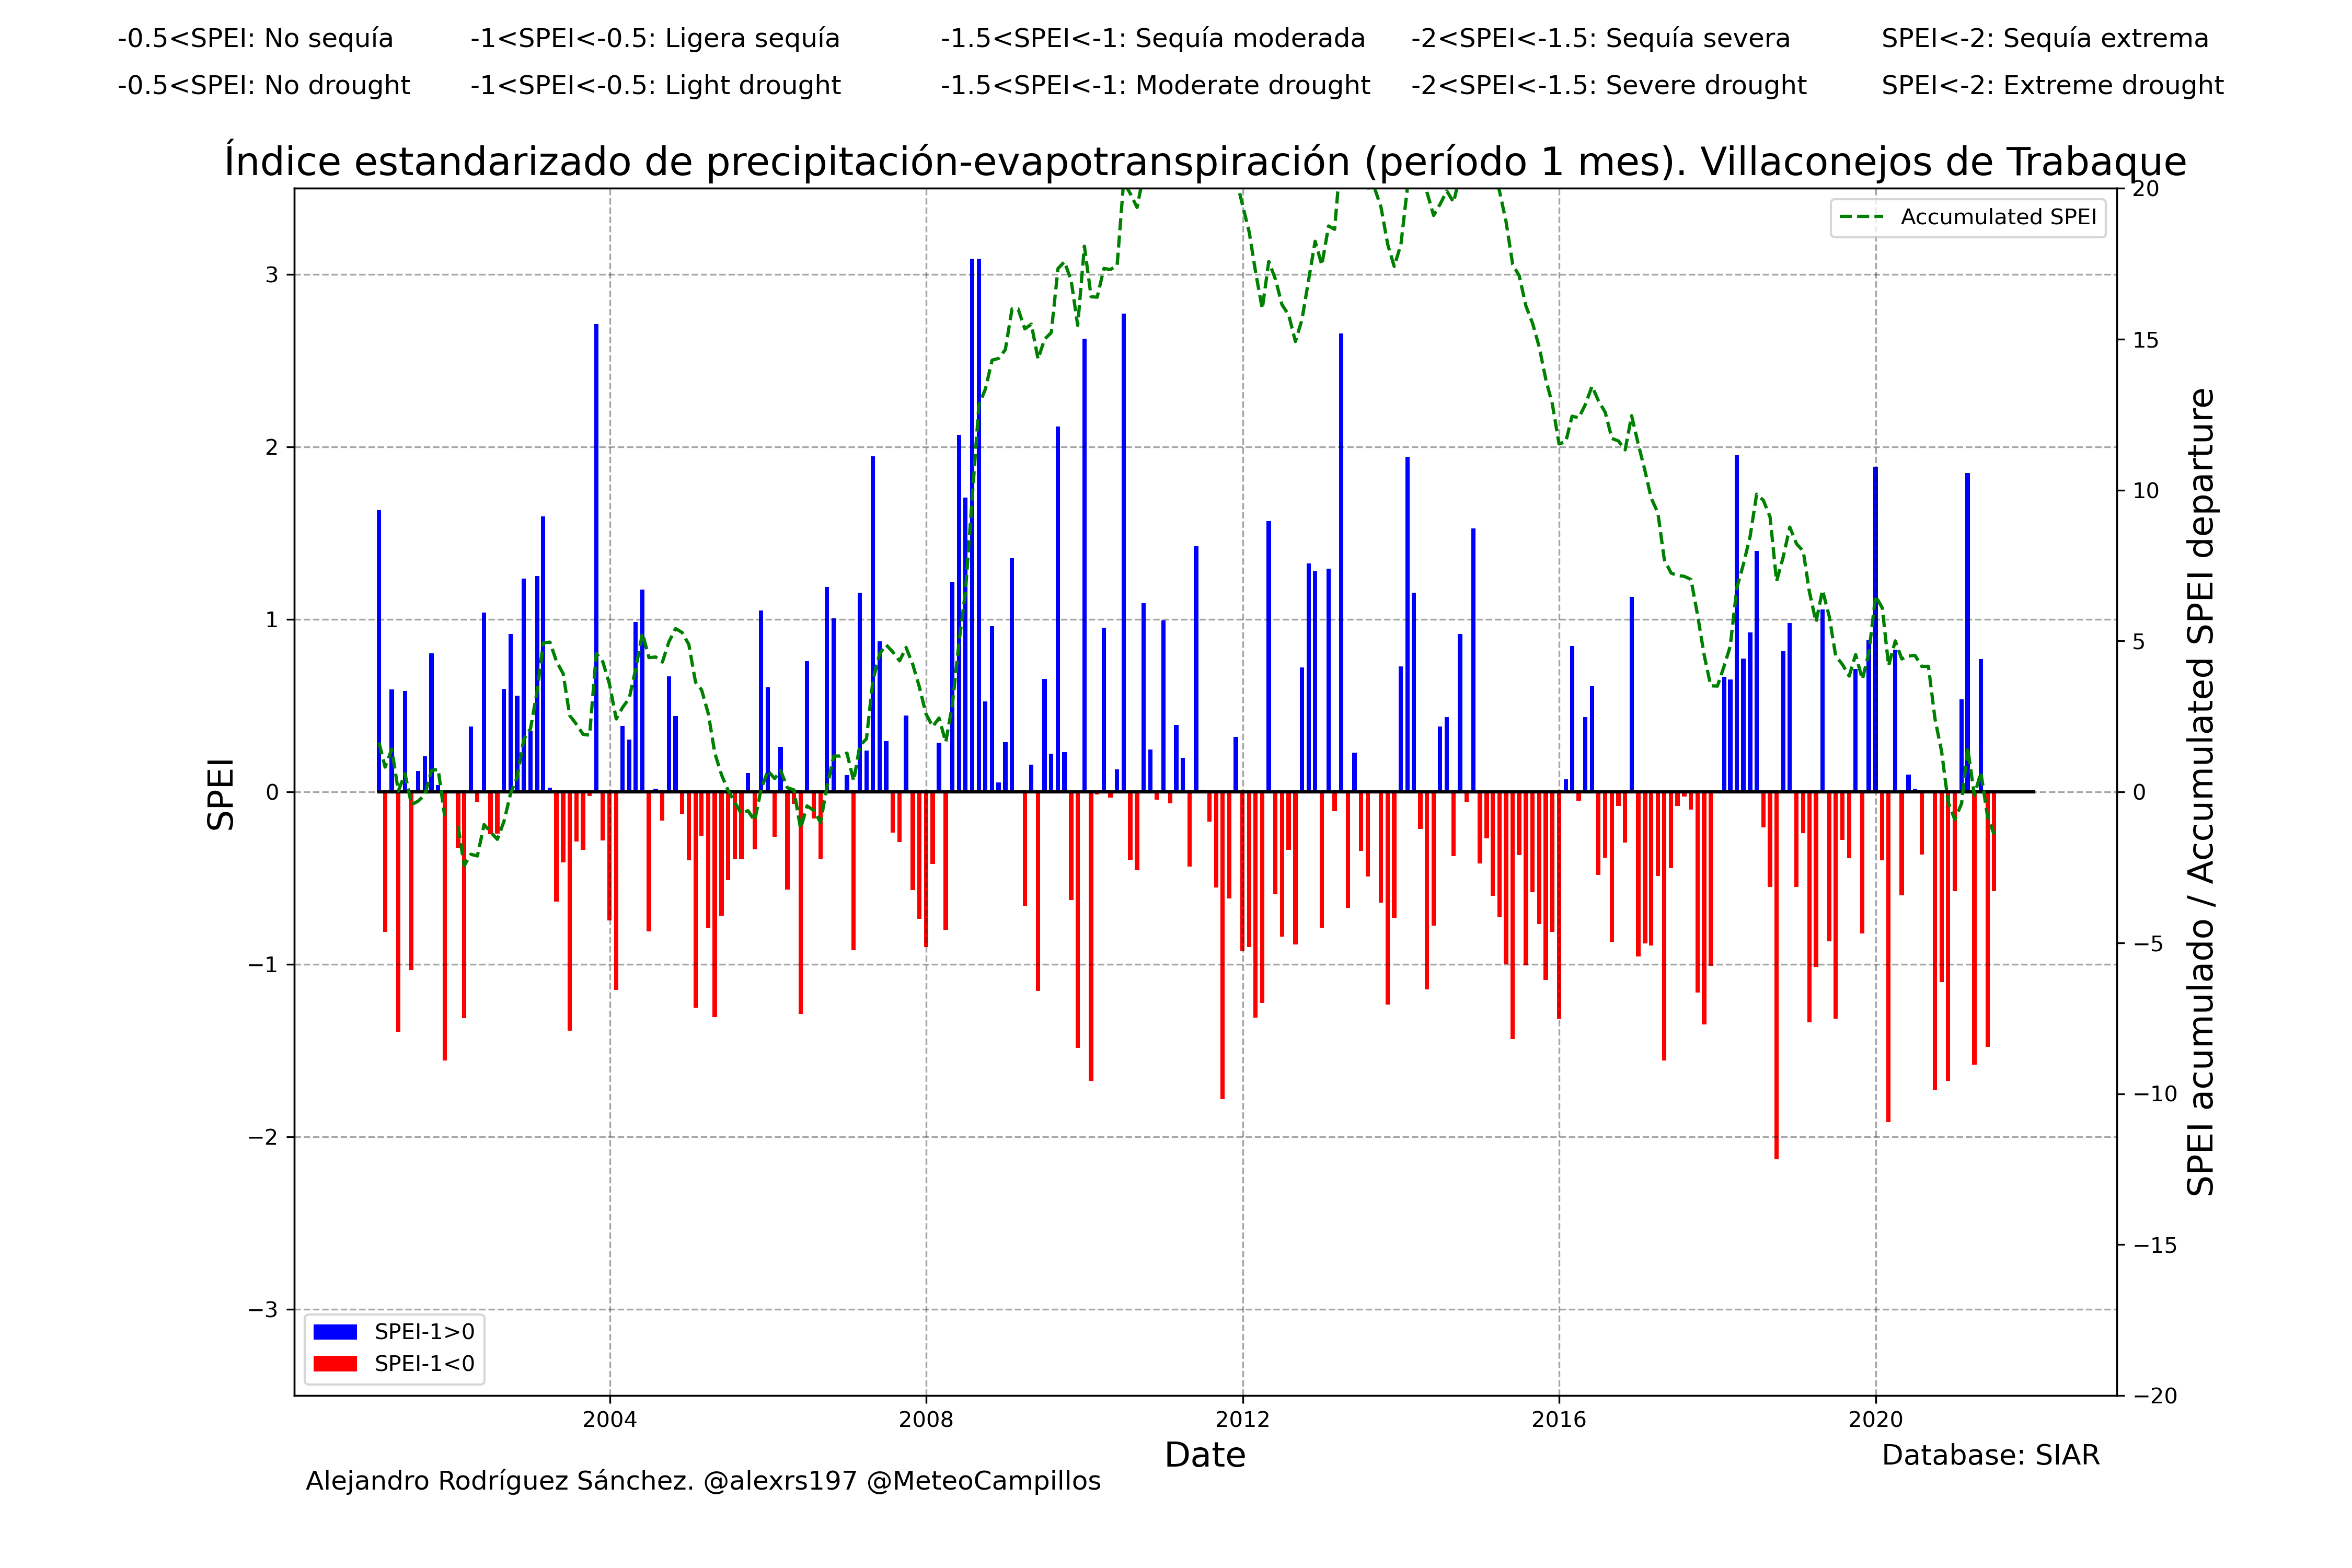 -0.5<SPEI: No sequía -1<SPEI<-0.5: Ligera sequía -1.5<SPEI<-1: Sequía moderada -2<SPEI<-1.5: Sequía severa SPEI<-2: Sequía extrema
-0.5<SPEI: No drought -1<SPEI<-0.5: Light drought -1.5<SPEI<-1: Moderate drought -2<SPEI<-1.5: Severe drought SPEI<-2: Extreme drought
Índice estandarizado de precipitación-evapotranspiración (período 1 mes). Villaconejos de Trabaque
Accumulated SPEI
SPEI
3
2
1
0
−1
−2
−3
20
15
10
5
0
−5
−10
−15
−20
SPEI acumulado / Accumulated SPEI departure
SPEI-1>0
SPEI-1<0
2004 2008 2012 2016 2020
Date
Database: SIAR
Alejandro Rodríguez Sánchez. @alexrs197 @MeteoCampillos